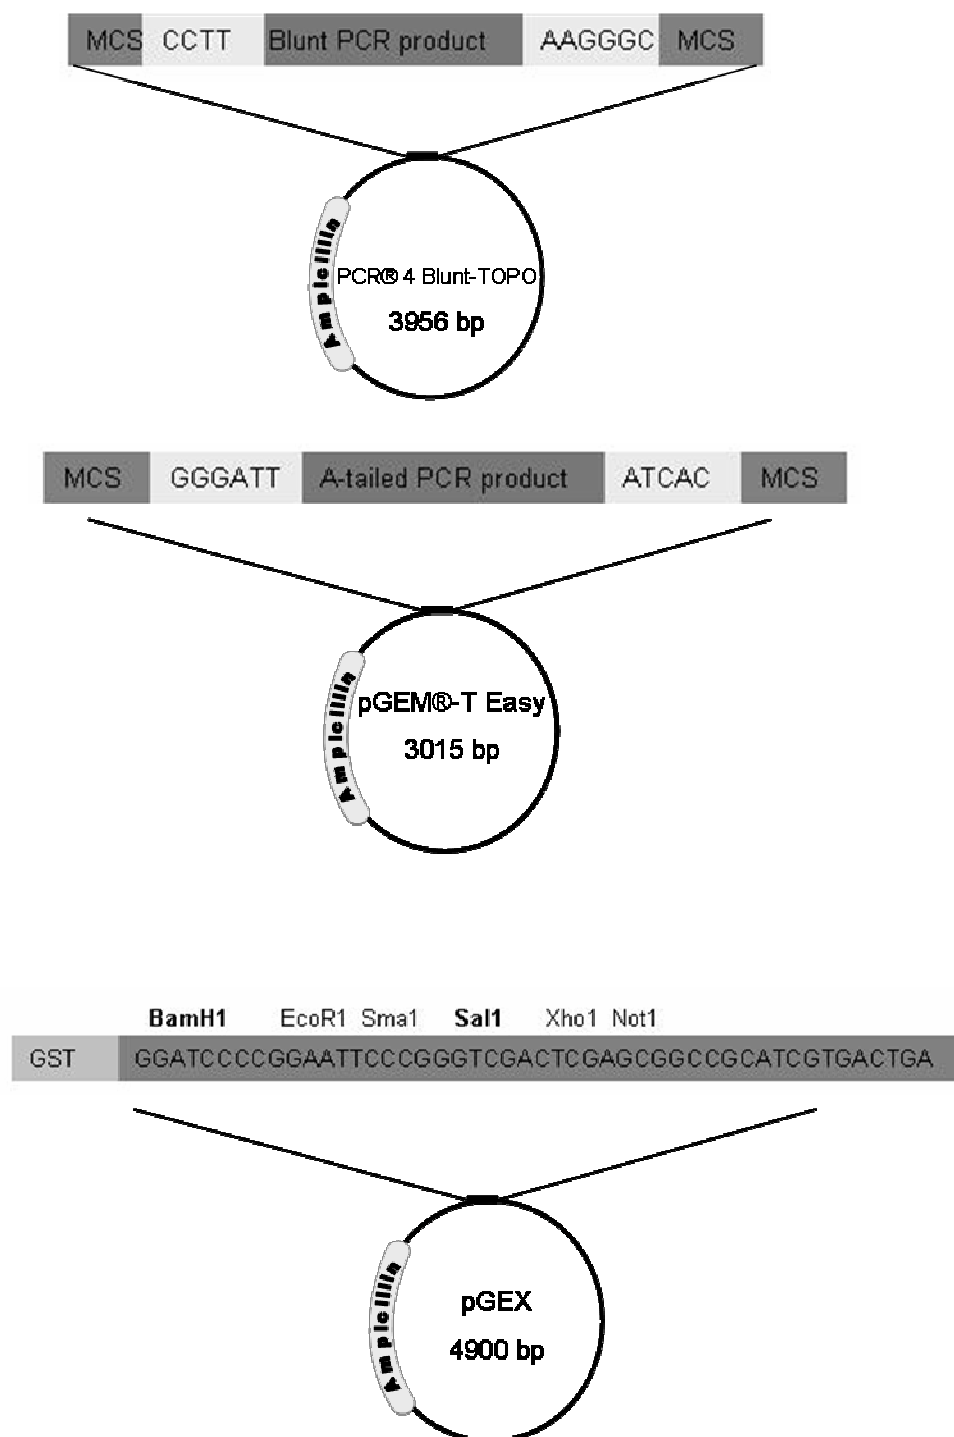 MCS CCTT Blunt PCR product AAGGGC MCS
Ampicillin
PCR® 4 Blunt-TOPO
3956 bp
MCS GGGATT A-tailed PCR product ATCAC MCS
Ampicillin
pGEM®-T Easy
3015 bp
BamH1 EcoR1 Sma1 Sal1 Xho1 Not1
GST GGATCCCCGGAATTCCCGGGTCGACTCGAGCGGCCGCATCGTGACTGA
Ampicillin
pGEX
4900 bp